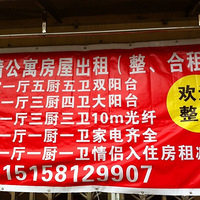 公寓房屋出租（整、合租
一厅五厨五卫双阳台
一厅三厨四卫大阳台
一厅三厨三卫10m光纤
一厅一厨一卫家电齐全
一厅一厨一卫情侣入住房租
15158129907
欢
整